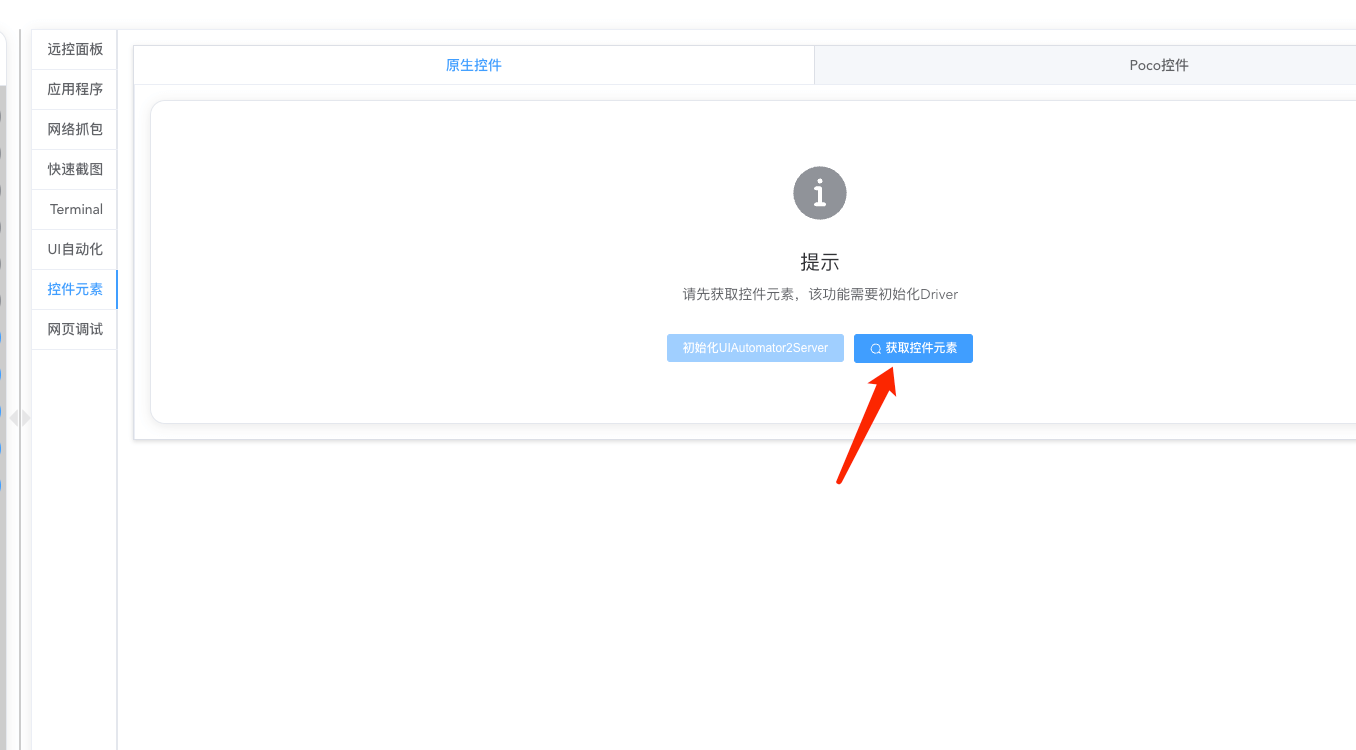 远控面板
应用程序
网络抓包
快速截图
Terminal
UI自动化
控件元素
网页调试
原生控件
Poco控件
提示
请先获取控件元素，该功能需要初始化Driver
初始化UIAutomator2Server
获取控件元素